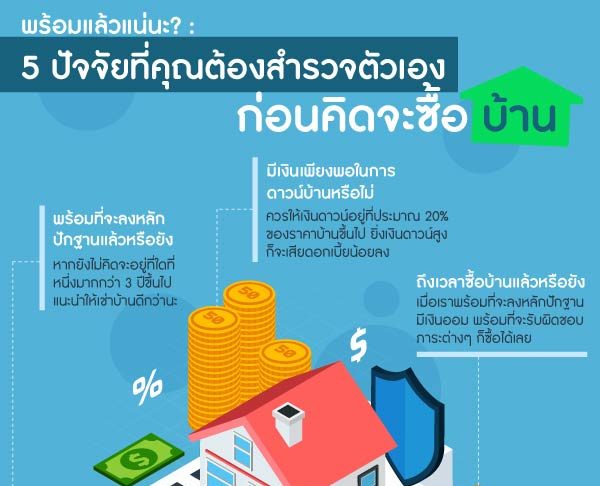 พร้อมแล้วแน่นะ? :
5 ปัจจัยที่คุณต้องสำรวจตัวเอง
ก่อนคิดจะซื้อ บ้าน
มีเงินเพียงพอในการ
ดาวน์บ้านหรือไม่
ควรให้เงินดาวน์อยู่ที่ประมาณ 20%
ของราคาบ้านขึ้นไป ยิ่งเงินดาวน์สูง
ก็จะเสียดอกเบี้ยน้อยลง
พร้อมที่จะลงหลัก
ปักฐานแล้วหรือยัง
หากยังไม่คิดจะอยู่ที่ใดที่
หนึ่งมากกว่า 3 ปีขึ้นไป
แนะนำให้เช่าบ้านดีกว่านะ
ถึงเวลาซื้อบ้านแล้วหรือยัง
เมื่อเราพร้อมที่จะลงหลักปักฐาน
มีเงินออม พร้อมที่จะรับผิดชอบ
ภาระต่างๆ ก็ซื้อได้เลย
50
50
50
$
%
$